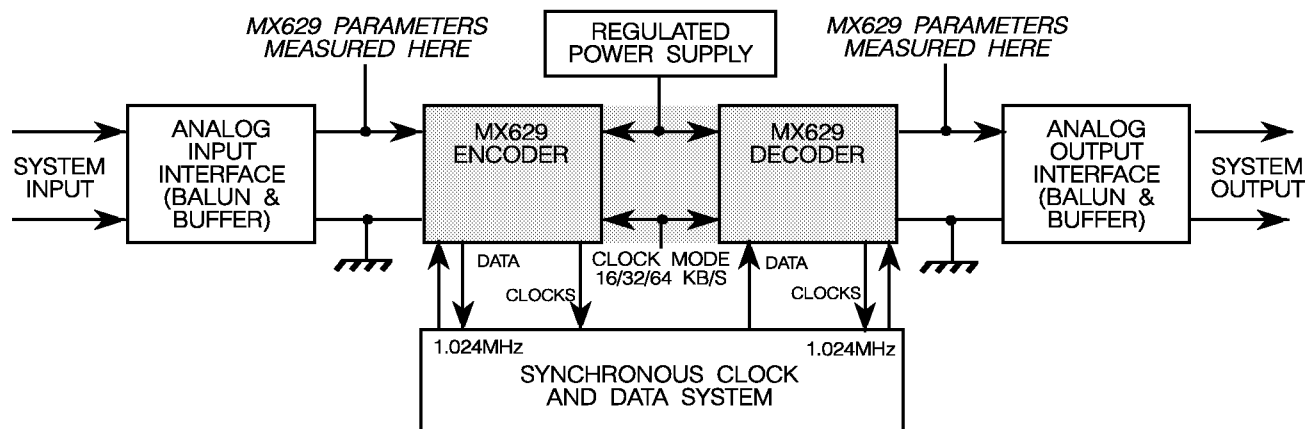 MX629 PARAMETERS
MEASURED HERE
REGULATED
POWER SUPPLY
MX629 PARAMETERS
MEASURED HERE
SYSTEM
INPUT
ANALOG
INPUT
INTERFACE
(BALUN &
BUFFER)
MX629
ENCODER
MX629
DECODER
ANALOG
OUTPUT
INTERFACE
(BALUN &
BUFFER)
SYSTEM
OUTPUT
DATA
CLOCKS
CLOCK MODE
16/32/64 KB/S
DATA
CLOCKS
1.024MHz
1.024MHz
SYNCHRONOUS CLOCK
AND DATA SYSTEM